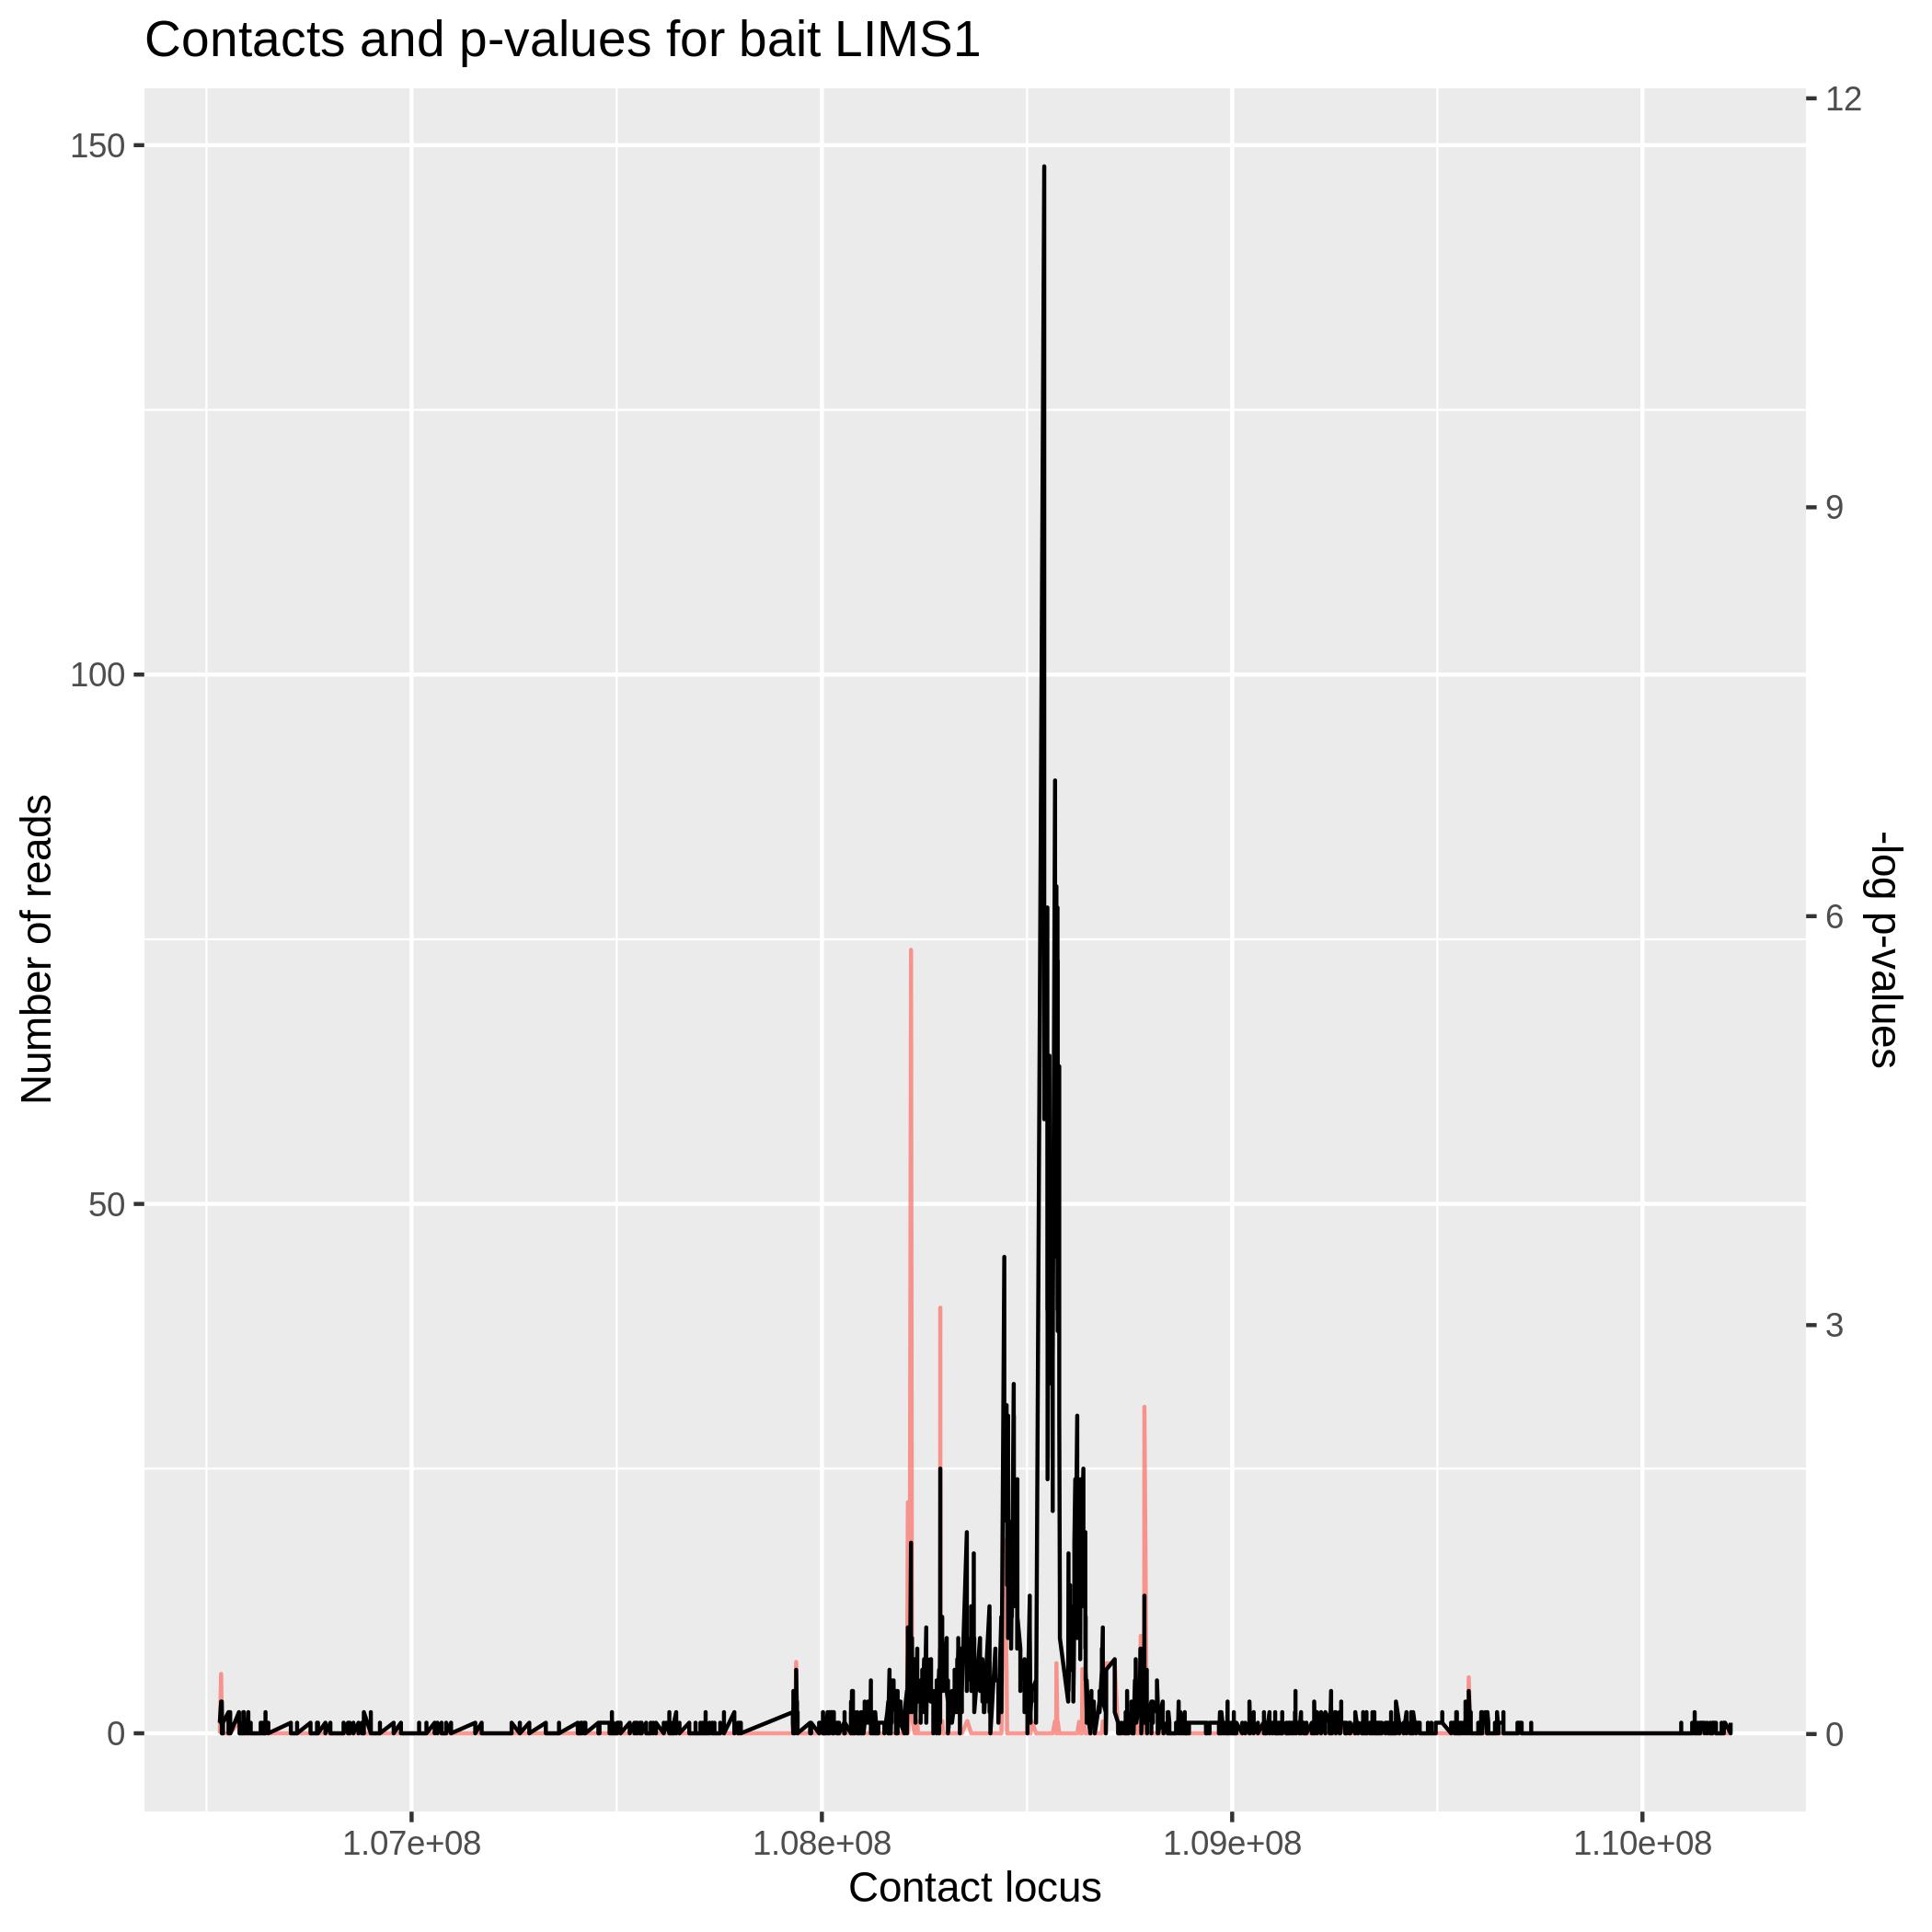 Contacts and p-values for bait LIMS1
150
100
50
0
Number of reads
12
9
6
3
0
-log p-values
1.07e+08
1.08e+08
1.09e+08
1.10e+08
Contact locus